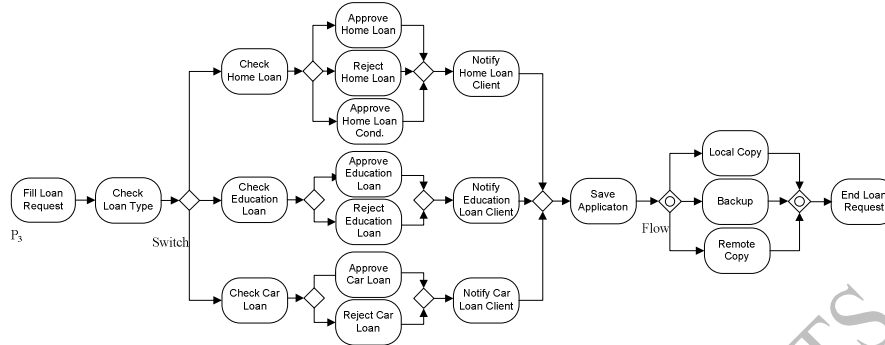 Approve
Home Loan
Check
Home Loan
Reject
Home Loan
Notify
Home Loan
Client
Approve
Home Loan
Cond.
Fill Loan
Request
Check
Loan Type
Check
Education
Loan
Approve
Education
Loan
Reject
Education
Loan
Notify
Education
Loan Client
Save
Applicaton
Local Copy
Backup
Remote
Copy
End Loan
Request
P3
Switch
Flow
Check Car
Loan
Approve
Car Loan
Reject Car
Loan
Notify Car
Loan Client
TS